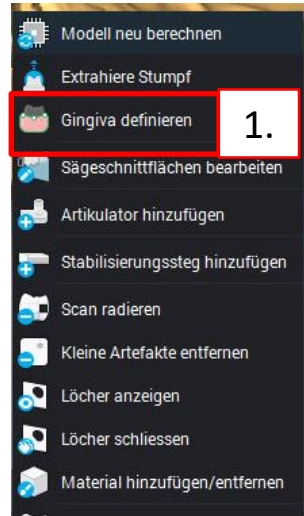 Modell neu berechnen
Extrahiere Stumpf
Gingiva definieren 1.
Sägeschnittflächen bearbeiten
Artikulator hinzufügen
Stabilisierungssteg hinzufügen
Scan radieren
Kleine Artefakte entfernen
Löcher anzeigen
Löcher schliessen
Material hinzufügen/entfernen